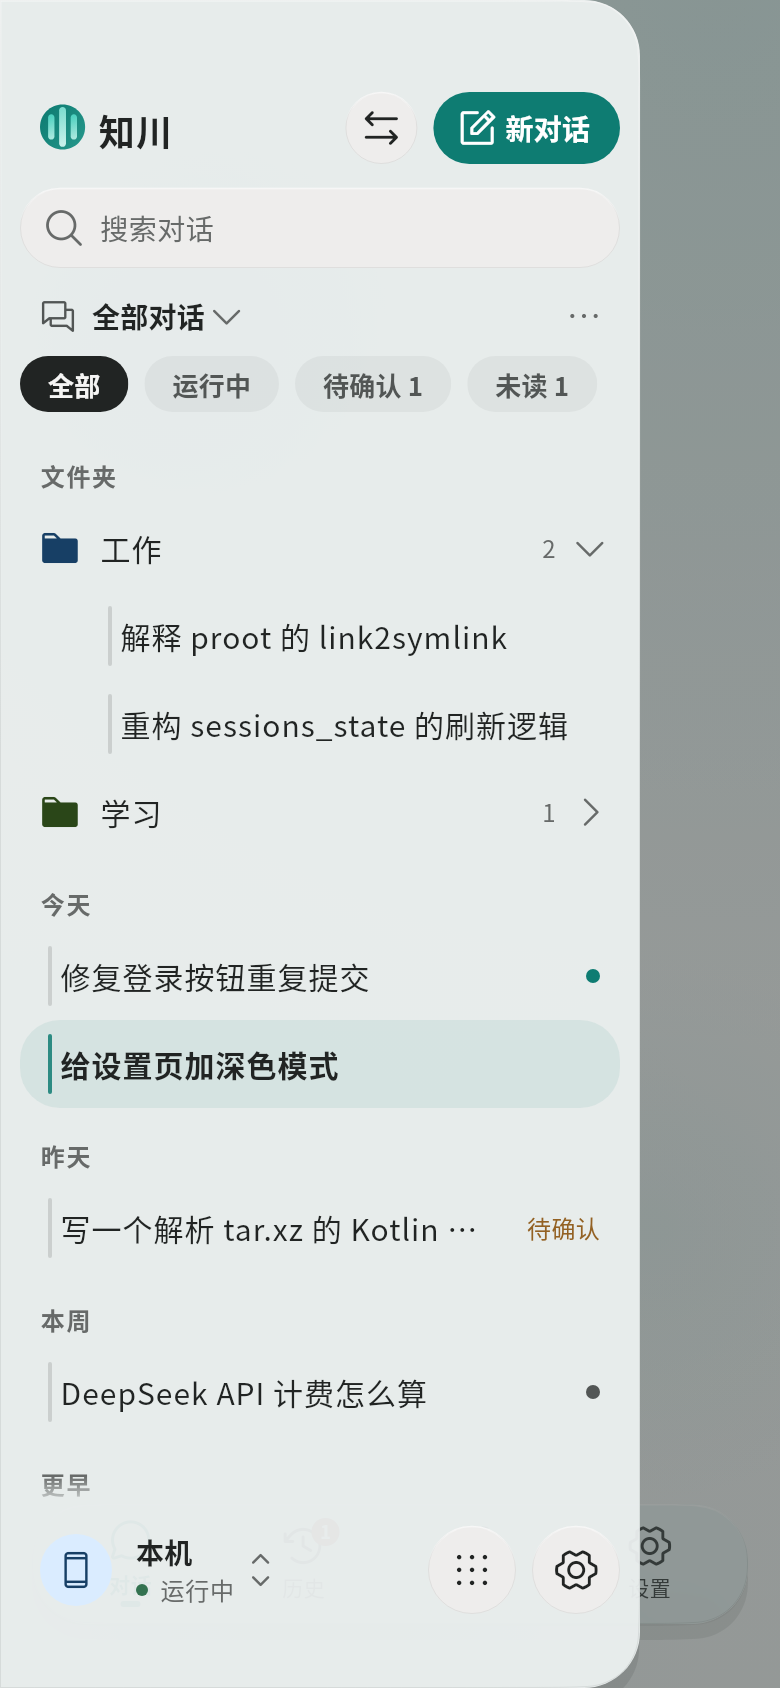 知川
新对话
搜索对话
全部对话
全部
运行中
待确认 1
未读 1
文件夹
工作
2
解释 proot 的 link2symlink
重构 sessions_state 的刷新逻辑
学习
1
今天
修复登录按钮重复提交
给设置页加深色模式
昨天
写一个解析 tar.xz 的 Kotlin …
待确认
本周
DeepSeek API 计费怎么算
更早
本机
运行中
设置